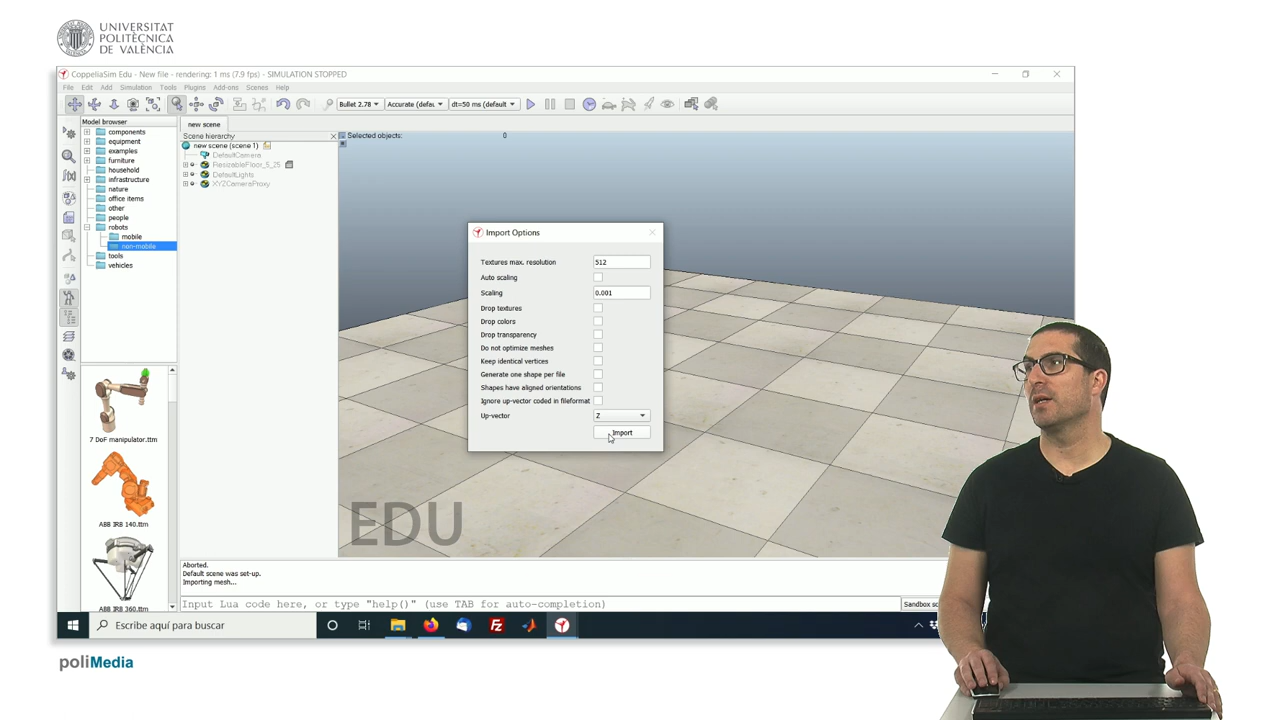 UNIVERSITAT
POLITÈCNICA
DE VALÈNCIA
CoppeliaSim Edu - New file - rendering: 1 ms (7.9 fps) - SIMULATION STOPPED
File Edit Add Simulation Tools Plugins Add-ons Scenes Help
Bullet 2.78 Accurate (defau dt=50 ms (default)
Model browser
components
equipment
examples
furniture
household
infrastructure
nature
office items
other
people
robots
mobile
non-mobile
tools
vehicles
7 DoF manipulator.ttm
ABB IRB 140.ttm
ABB IRB 360.ttm
new scene
Scene hierarchy
new scene (scene 1)
DefaultCamera
ResizableFloor_5_25
DefaultLights
XYZCameraProxy
Selected objects: 0
Import Options
Textures max. resolution 512
Auto scaling
Scaling 0.001
Drop textures
Drop colors
Drop transparency
Do not optimize meshes
Keep identical vertices
Generate one shape per file
Shapes have aligned orientations
Ignore up-vector coded in fileformat
Up-vector Z
Import
EDU
Aborted.
Default scene was set-up.
Importing mesh...
Input Lua code here, or type "help()" (use TAB for auto-completion)
Sandbox sc
Escribe aquí para buscar
poliMedia